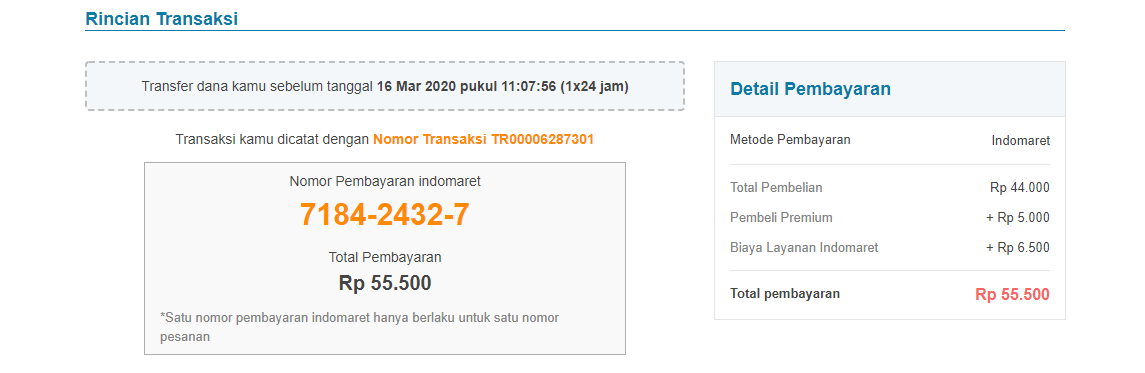 Rincian Transaksi
Transfer dana kamu sebelum tanggal 16 Mar 2020 pukul 11:07:56 (1x24 jam)
Transaksi kamu dicatat dengan Nomor Transaksi TR00006287301
Nomor Pembayaran indomaret
7184-2432-7
Total Pembayaran
Rp 55.500
*Satu nomor pembayaran indomaret hanya berlaku untuk satu nomor
pesanan
Detail Pembayaran
Metode Pembayaran Indomaret
Total Pembelian Rp 44.000
Pembeli Premium + Rp 5.000
Biaya Layanan Indomaret + Rp 6.500
Total pembayaran Rp 55.500